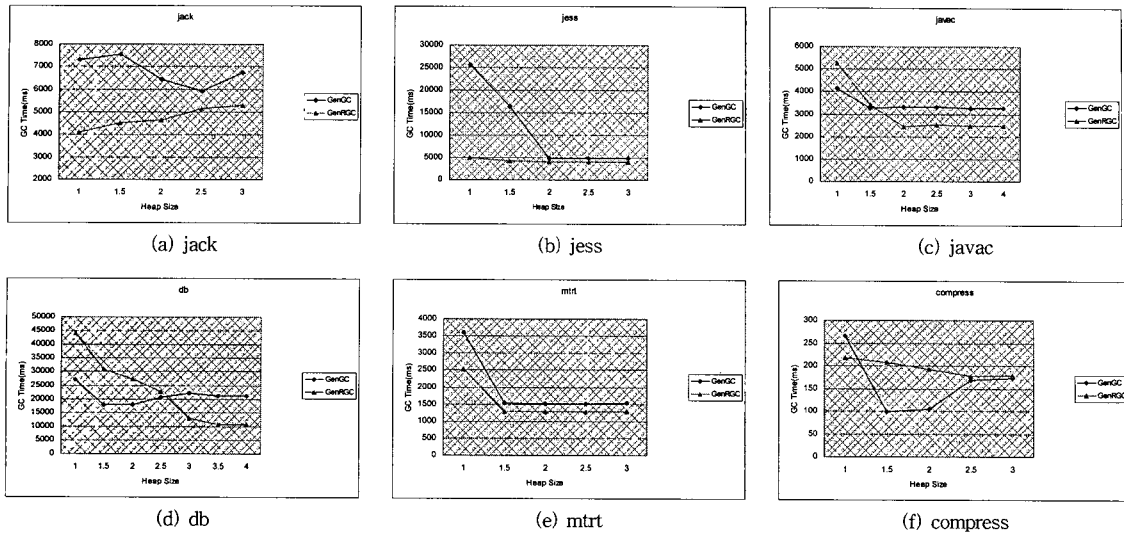 jack
8000
7000
6000
5000
4000
3000
2000
GC Time(ms)
1 1.5 2 2.5 3
Heap Size
GenGC
GenRGC
(a) jack
jess
30000
25000
20000
15000
10000
5000
0
GC Time(ms)
1 1.5 2 2.5 3
Heap Size
GenGC
GenRGC
(b) jess
javac
6000
5000
4000
3000
2000
1000
0
GC Time(ms)
1 1.5 2 2.5 3 4
Heap Size
GenGC
GenRGC
(c) javac
db
50000
45000
40000
35000
30000
25000
20000
15000
10000
5000
0
GC Time(ms)
1 1.5 2 2.5 3 3.5 4
Heap Size
GenGC
GenRGC
(d) db
mtrt
4000
3500
3000
2500
2000
1500
1000
500
0
GC Time(ms)
1 1.5 2 2.5 3
Heap Size
GenGC
GenRGC
(e) mtrt
compress
300
250
200
150
100
50
0
GC Time(ms)
1 1.5 2 2.5 3
Heap Size
GenGC
GenRGC
(f) compress